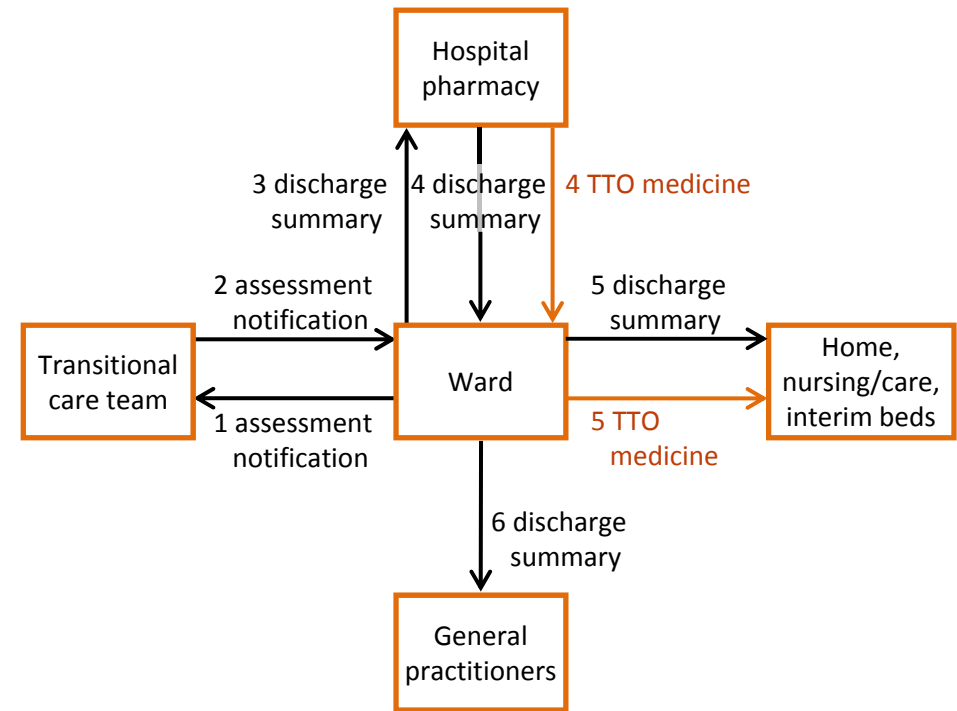 Hospital
pharmacy
3 discharge
summary
4 discharge
summary
4 TTO medicine
2 assessment
notification
5 discharge
summary
Transitional
care team
Ward
Home,
nursing/care,
interim beds
1 assessment
notification
5 TTO
medicine
6 discharge
summary
General
practitioners